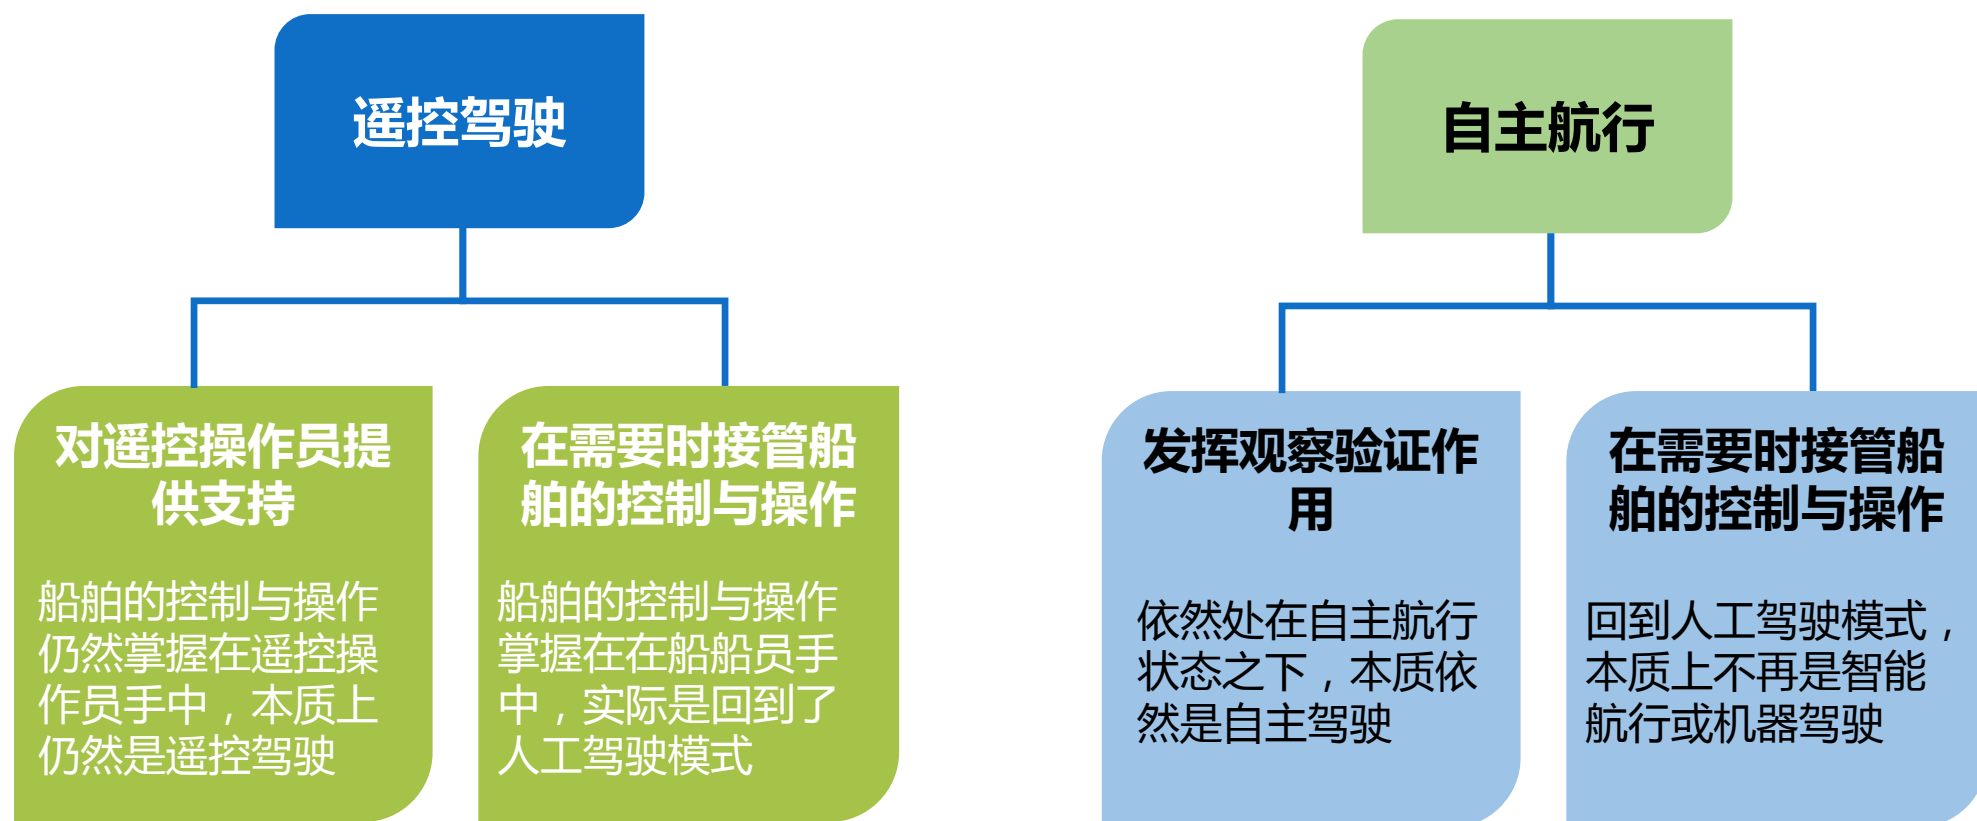 遥控驾驶
对遥控操作员提
供支持
船舶的控制与操作
仍然掌握在遥控操
作员手中，本质上
仍然是遥控驾驶
在需要时接管船
舶的控制与操作
船舶的控制与操作
掌握在在船船员手
中，实际是回到了
人工驾驶模式
自主航行
发挥观察验证作
用
依然处在自主航行
状态之下，本质依
然是自主驾驶
在需要时接管船
舶的控制与操作
回到人工驾驶模式，
本质上不再是智能
航行或机器驾驶